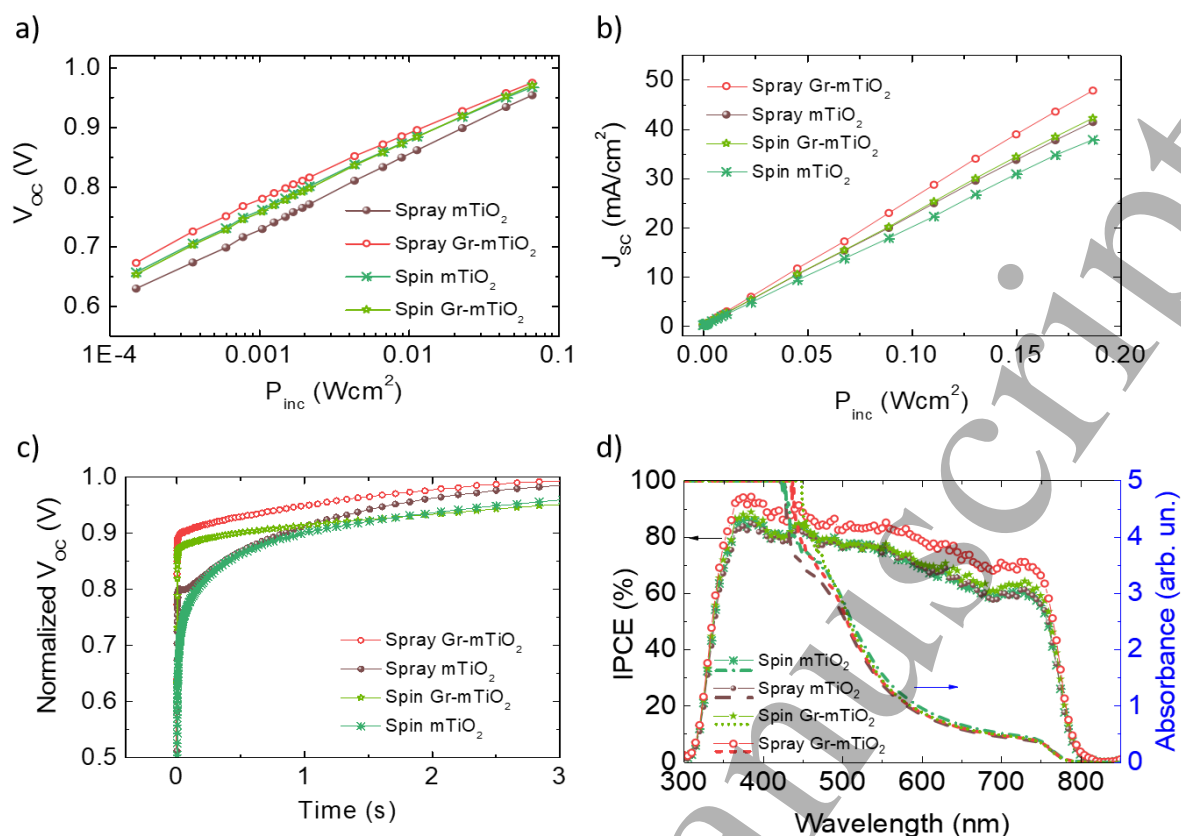 a)
1.0
0.9
0.8
0.7
0.6
V_OC (V)
Spray mTiO₂
Spray Gr-mTiO₂
Spin mTiO₂
Spin Gr-mTiO₂
1E-4 0.001 0.01 0.1
P_inc (Wcm²)
b)
50
40
30
20
10
0
J_SC (mA/cm²)
Spray Gr-mTiO₂
Spray mTiO₂
Spin Gr-mTiO₂
Spin mTiO₂
0.00 0.05 0.10 0.15 0.20
P_inc (Wcm²)
c)
1.0
0.9
0.8
0.7
0.6
0.5
Normalized V_OC (V)
Spray Gr-mTiO₂
Spray mTiO₂
Spin Gr-mTiO₂
Spin mTiO
0 1 2 3
Time (s)
d)
100
80
60
40
20
0
IPCE (%)
Spin mTiO₂
Spray mTiO₂
Spin Gr-mTiO₂
Spray Gr-mTiO₂
5
4
3
2
1
0
Absorbance (arb. un.)
300 400 500 600 700 800
Wavelength (nm)
anuscript